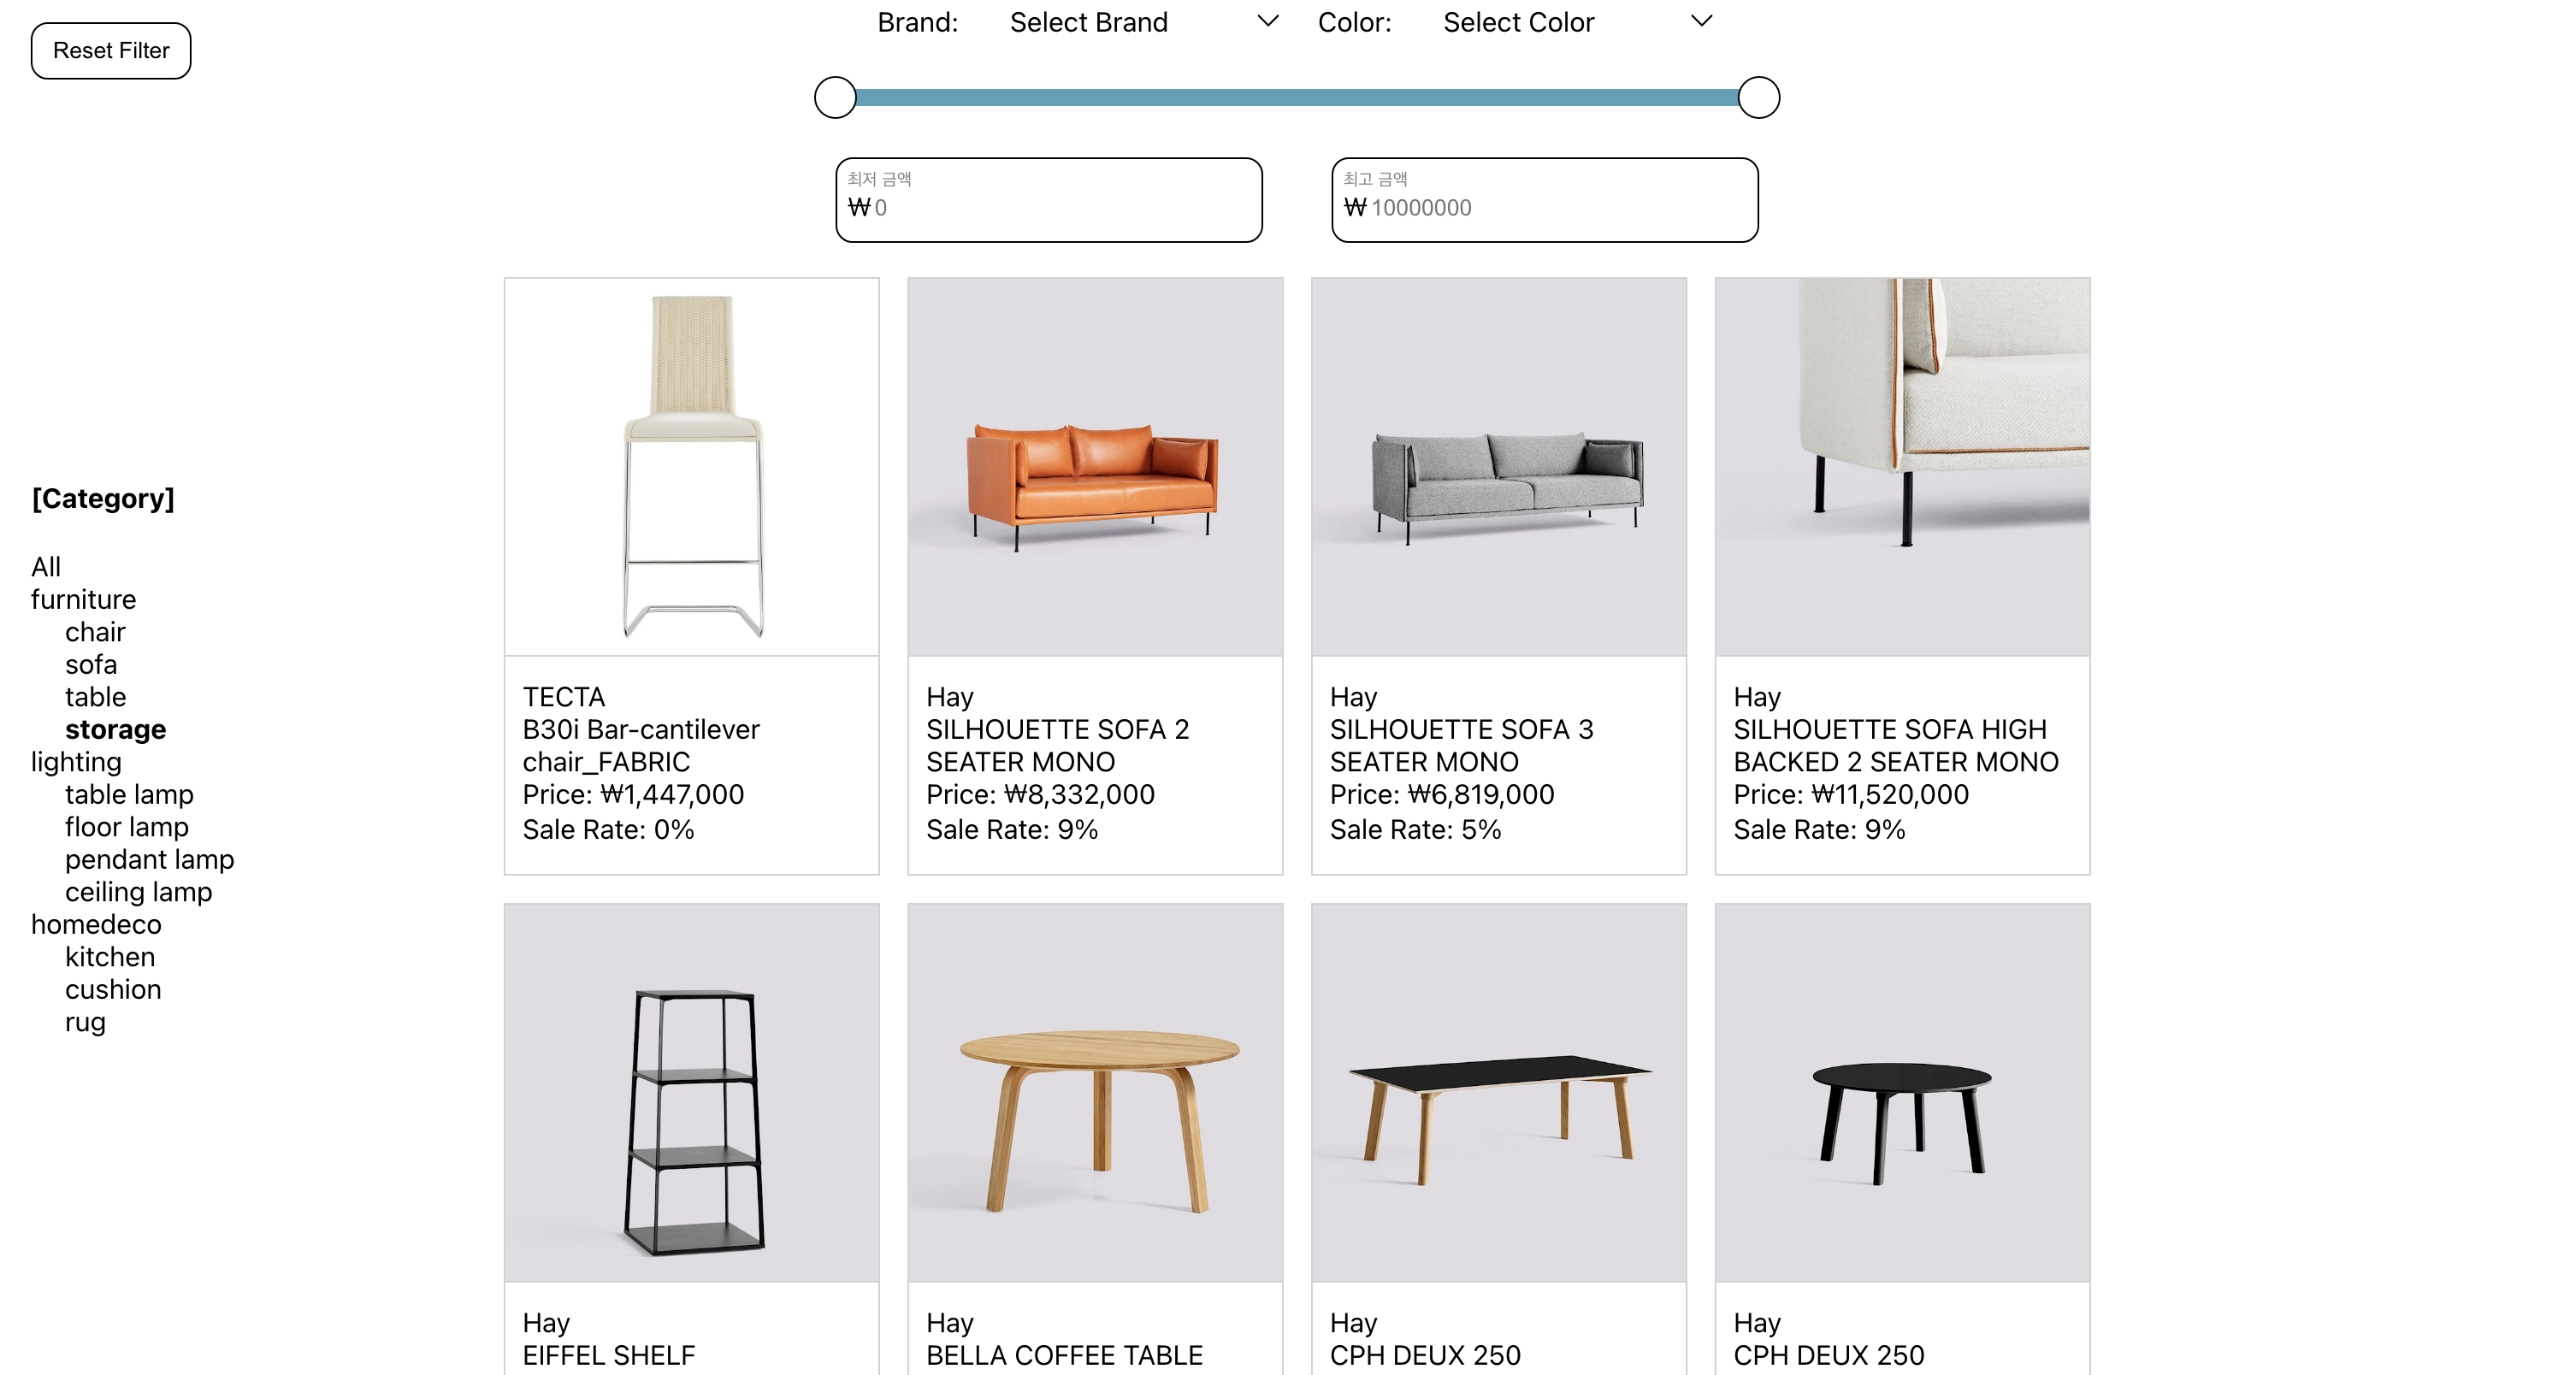 Reset Filter
Brand: Select Brand Color: Select Color
최저 금액
₩ 0
최고 금액
₩ 10000000
[Category]
All
furniture
chair
sofa
table
storage
lighting
table lamp
floor lamp
pendant lamp
ceiling lamp
homedeco
kitchen
cushion
rug
TECTA
B30i Bar-cantilever
chair_FABRIC
Price: ₩1,447,000
Sale Rate: 0%
Hay
SILHOUETTE SOFA 2
SEATER MONO
Price: ₩8,332,000
Sale Rate: 9%
Hay
SILHOUETTE SOFA 3
SEATER MONO
Price: ₩6,819,000
Sale Rate: 5%
Hay
SILHOUETTE SOFA HIGH
BACKED 2 SEATER MONO
Price: ₩11,520,000
Sale Rate: 9%
Hay
EIFFEL SHELF
Hay
BELLA COFFEE TABLE
Hay
CPH DEUX 250
Hay
CPH DEUX 250